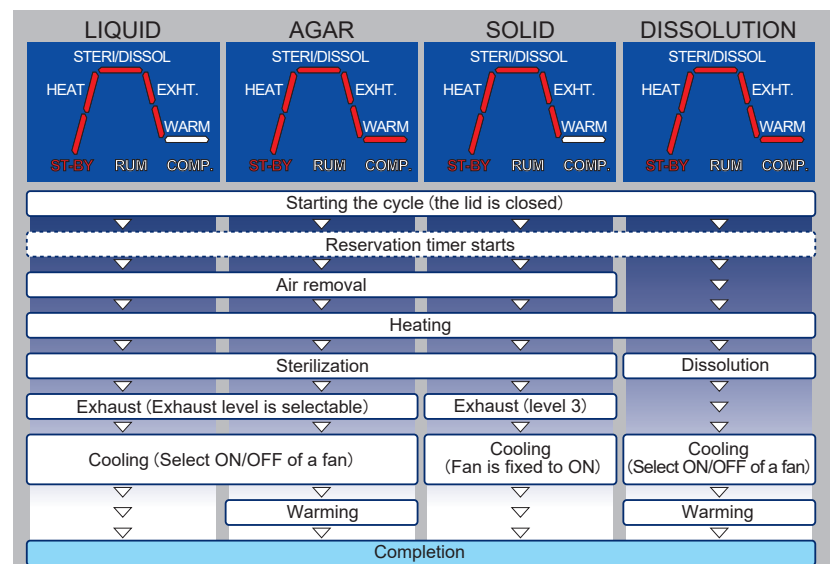 LIQUID AGAR SOLID DISSOLUTION
STERI/DISSOL STERI/DISSOL STERI/DISSOL STERI/DISSOL
HEAT EXHT. HEAT EXHT. HEAT EXHT. HEAT EXHT.
WARM WARM WARM WARM
ST-BY RUM COMP. ST-BY RUM COMP. ST-BY RUM COMP. ST-BY RUM COMP.
Starting the cycle (the lid is closed)
Reservation timer starts
Air removal
Heating
Sterilization Dissolution
Exhaust (Exhaust level is selectable) Exhaust (level 3)
Cooling (Select ON/OFF of a fan)
Cooling
(Fan is fixed to ON)
Cooling
(Select ON/OFF of a fan)
Warming Warming
Completion